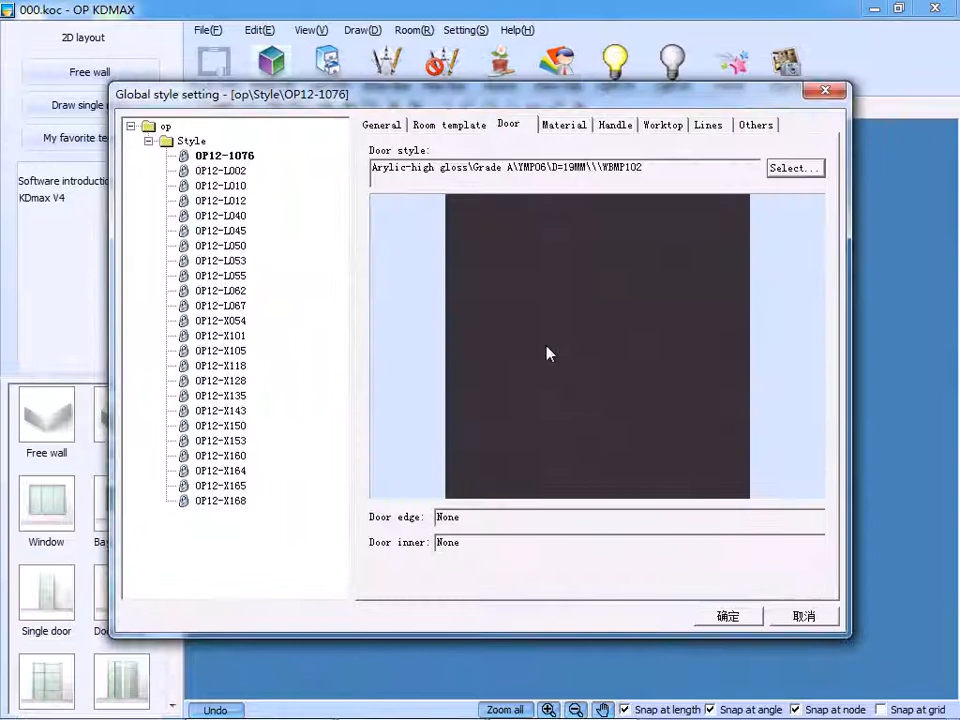 000.koc - OP KDMAX
2D layout
Free wall
Draw single
My favorite te
Software introductio
KDmax V4
Free wall
Window
Ba
Single door
Do
File(F) Edit(E) View(V) Draw(D) Room(R) Setting(S) Help(H)
Global style setting - [op\Style\OP12-1076]
op
Style
OP12-1076
OP12-L002
OP12-L010
OP12-L012
OP12-L040
OP12-L045
OP12-L050
OP12-L053
OP12-L055
OP12-L062
OP12-L067
OP12-X054
OP12-X101
OP12-X105
OP12-X118
OP12-X128
OP12-X135
OP12-X143
OP12-X150
OP12-X153
OP12-X160
OP12-X164
OP12-X165
OP12-X168
General Room template Door Material Handle Worktop Lines Others
Door style:
Arylic-high gloss\Grade A\YMP06\D=19MM\\\WBMP102 Select...
Door edge: None
Door inner: None
确定 取消
Undo Zoom all Snap at length Snap at angle Snap at node Snap at grid